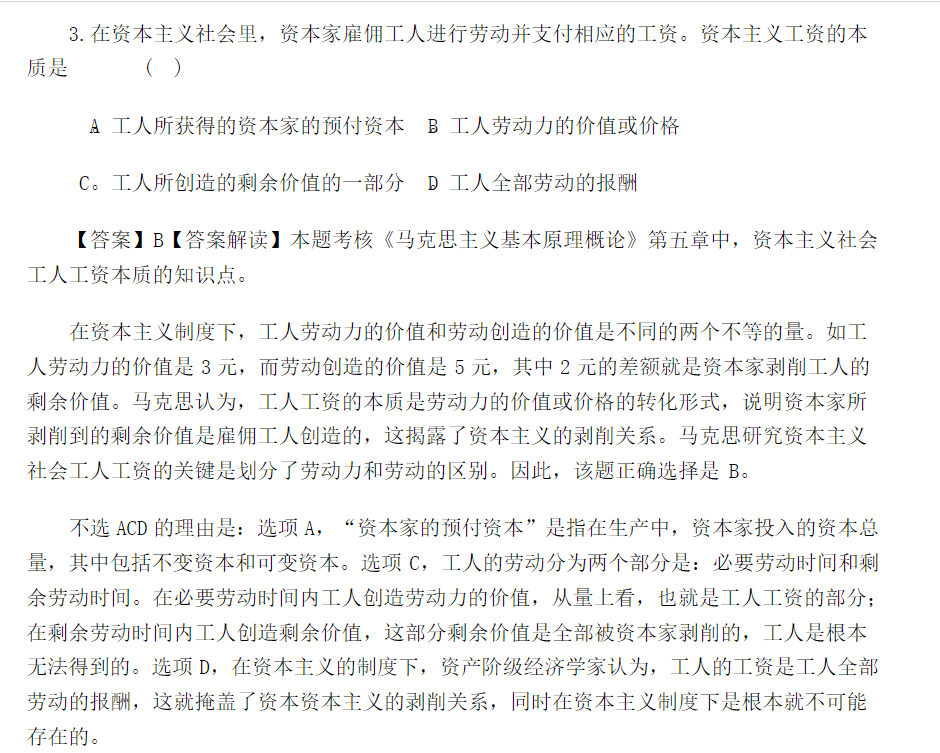 3.在资本主义社会里，资本家雇佣工人进行劳动并支付相应的工资。资本主义工资的本
质是 （ ）
A 工人所获得的资本家的预付资本 B 工人劳动力的价值或价格
C。工人所创造的剩余价值的一部分 D 工人全部劳动的报酬
【答案】B【答案解读】本题考核《马克思主义基本原理概论》第五章中，资本主义社会
工人工资本质的知识点。
在资本主义制度下，工人劳动力的价值和劳动创造的价值是不同的两个不等的量。如工
人劳动力的价值是 3 元，而劳动创造的价值是 5 元，其中 2 元的差额就是资本家剥削工人的
剩余价值。马克思认为，工人工资的本质是劳动力的价值或价格的转化形式，说明资本家所
剥削到的剩余价值是雇佣工人创造的，这揭露了资本主义的剥削关系。马克思研究资本主义
社会工人工资的关键是划分了劳动力和劳动的区别。因此，该题正确选择是 B。
不选 ACD 的理由是：选项 A，“资本家的预付资本”是指在生产中，资本家投入的资本总
量，其中包括不变资本和可变资本。选项 C，工人的劳动分为两个部分是：必要劳动时间和剩
余劳动时间。在必要劳动时间内工人创造劳动力的价值，从量上看，也就是工人工资的部分；
在剩余劳动时间内工人创造剩余价值，这部分剩余价值是全部被资本家剥削的，工人是根本
无法得到的。选项 D，在资本主义的制度下，资产阶级经济学家认为，工人的工资是工人全部
劳动的报酬，这就掩盖了资本资本主义的剥削关系，同时在资本主义制度下是根本就不可能
存在的。